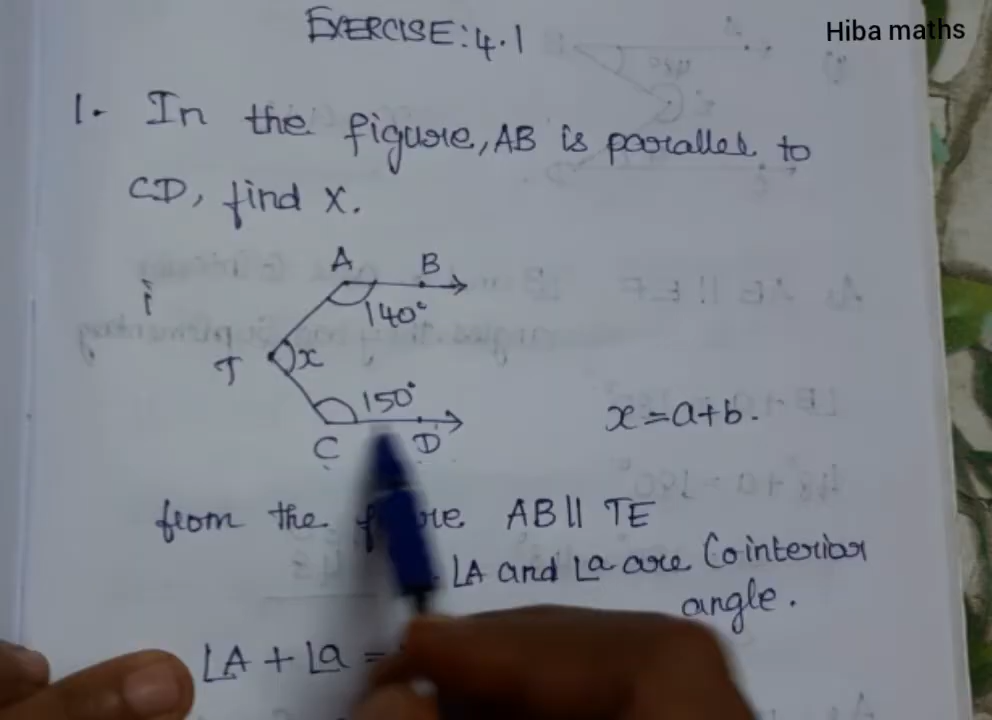 Hiba maths
EXERCISE: 4.1
1. In the figure, AB is parallel to
CD, find x.
i
A B
140°
T x
150°
C D
x = a + b.
from the AB || TE
∠A and ∠a are Cointerior
angle.
∠A + ∠a =